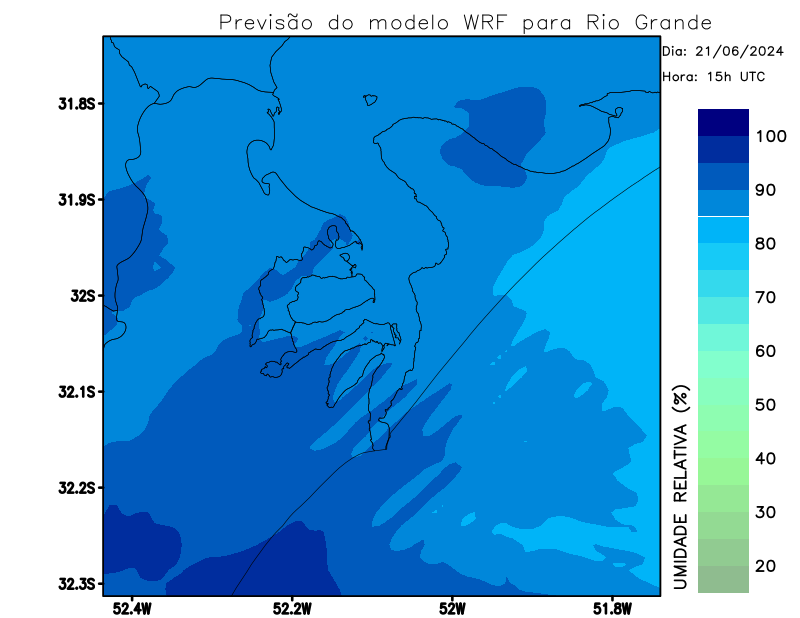 Previsão do modelo WRF para Rio Grande
Dia: 21/06/2024
Hora: 15h UTC
31.8S
31.9S
32S
32.1S
32.2S
32.3S
52.4W
52.2W
52W
51.8W
100
90
80
70
60
50
40
30
20
UMIDADE RELATIVA (%)